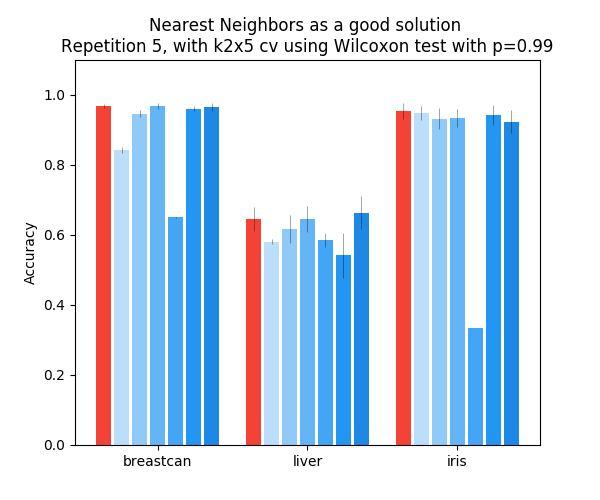 Nearest Neighbors as a good solution
Repetition 5, with k2x5 cv using Wilcoxon test with p=0.99
1.0
0.8
0.6
0.4
0.2
0.0
Accuracy
breastcan
liver
iris